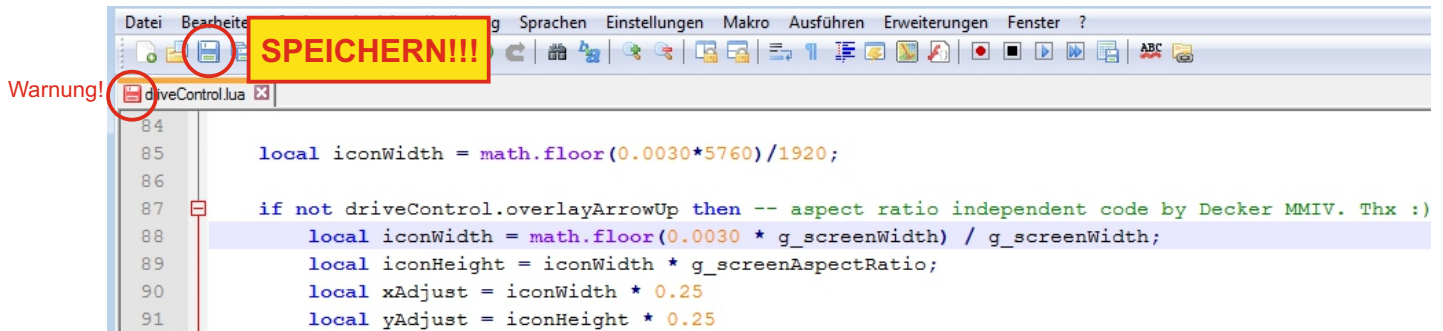 Datei Bearbeite g Sprachen Einstellungen Makro Ausführen Erweiterungen Fenster ?
SPEICHERN!!!
ABC
Warnung!
driveControl.lua
84
85 local iconWidth = math.floor(0.0030*5760)/1920;
86
87 if not driveControl.overlayArrowUp then -- aspect ratio independent code by Decker MMIV. Thx :)
88 local iconWidth = math.floor(0.0030 * g_screenWidth) / g_screenWidth;
89 local iconHeight = iconWidth * g_screenAspectRatio;
90 local xAdjust = iconWidth * 0.25
91 local yAdjust = iconHeight * 0.25